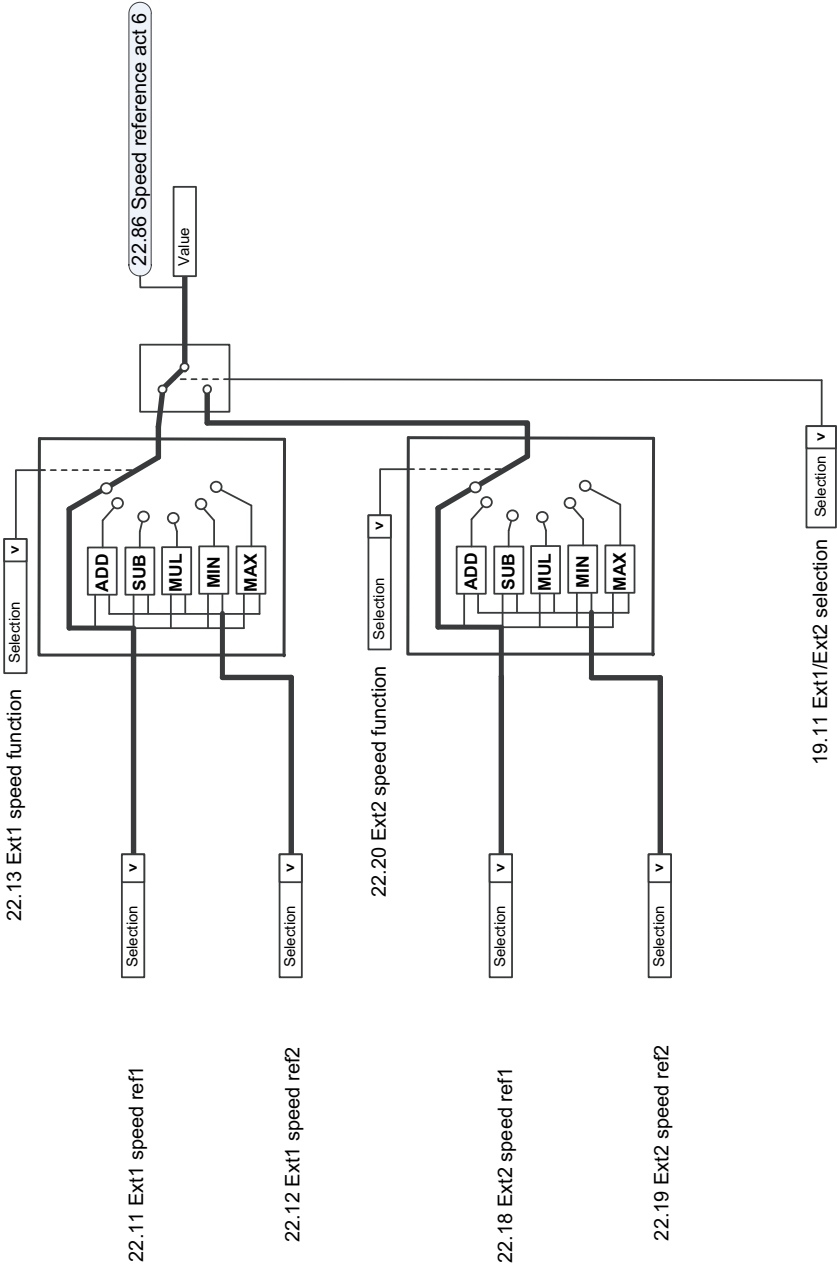 22.11 Ext1 speed ref1
Selection v
22.12 Ext1 speed ref2
Selection v
22.13 Ext1 speed function
Selection v
ADD
SUB
MUL
MIN
MAX
22.86 Speed reference act 6
Value
22.18 Ext2 speed ref1
Selection v
22.19 Ext2 speed ref2
Selection v
22.20 Ext2 speed function
Selection v
ADD
SUB
MUL
MIN
MAX
19.11 Ext1/Ext2 selection
Selection v